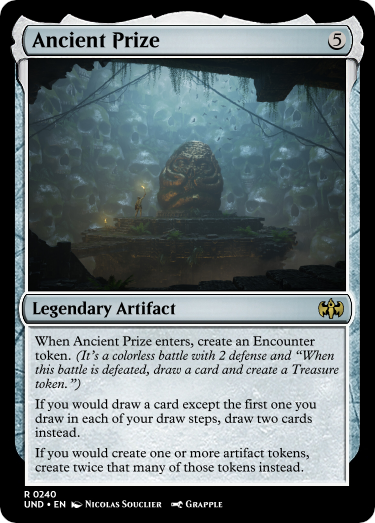 Ancient Prize 5
Legendary Artifact
When Ancient Prize enters, create an Encounter
token. (It's a colorless battle with 2 defense and “When
this battle is defeated, draw a card and create a Treasure
token.”)
If you would draw a card except the first one you
draw in each of your draw steps, draw two cards
instead.
If you would create one or more artifact tokens,
create twice that many of those tokens instead.
R 0240
UND • EN Nicolas Souclier Grapple